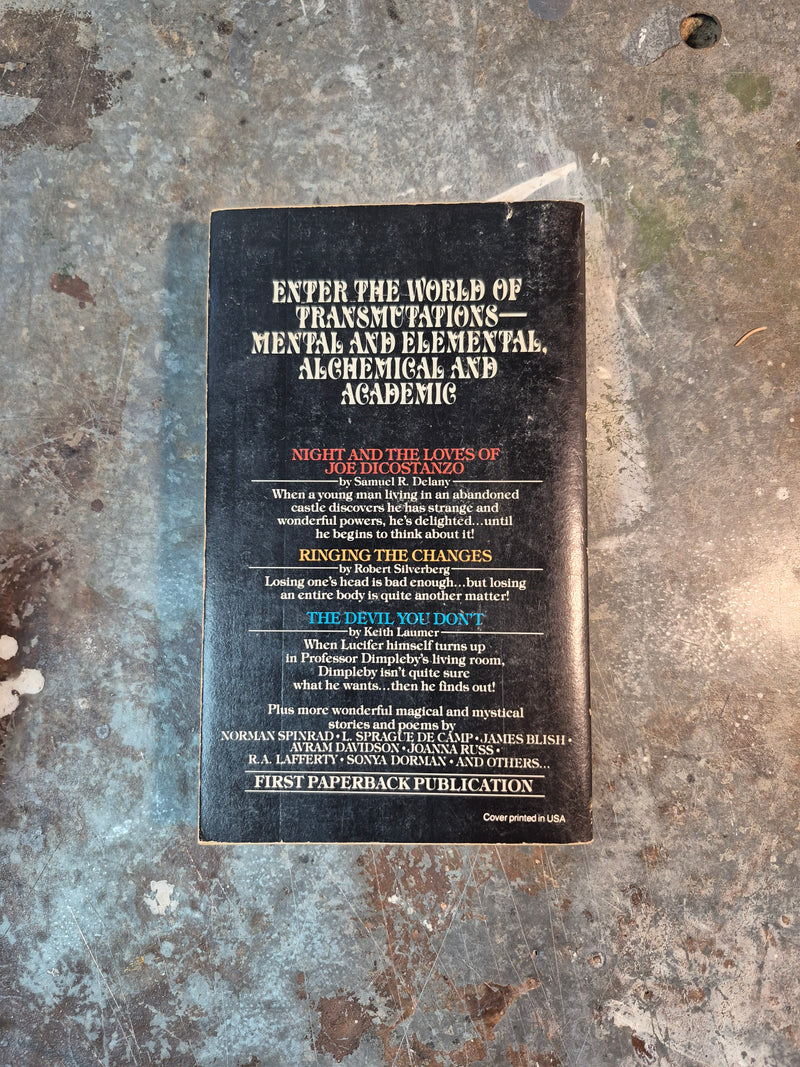 ENTER THE WORLD OF
TRANSMUTATIONS—
MENTAL AND ELEMENTAL,
ALCHEMICAL AND
ACADEMIC
NIGHT AND THE LOVES OF
JOE DICOSTANZO
by Samuel R. Delany
When a young man living in an abandoned
castle discovers he has strange and
wonderful powers, he's delighted...until
he begins to think about it!
RINGING THE CHANGES
by Robert Silverberg
Losing one's head is bad enough...but losing
an entire body is quite another matter!
THE DEVIL YOU DON'T
by Keith Laumer
When Lucifer himself turns up
in Professor Dimpleby's living room,
Dimpleby isn't quite sure
what he wants...then he finds out!
Plus more wonderful magical and mystical
stories and poems by
NORMAN SPINRAD • L. SPRAGUE DE CAMP • JAMES BLISH •
AVRAM DAVIDSON • JOANNA RUSS •
R.A. LAFFERTY • SONYA DORMAN • AND OTHERS...
FIRST PAPERBACK PUBLICATION
Cover printed in USA